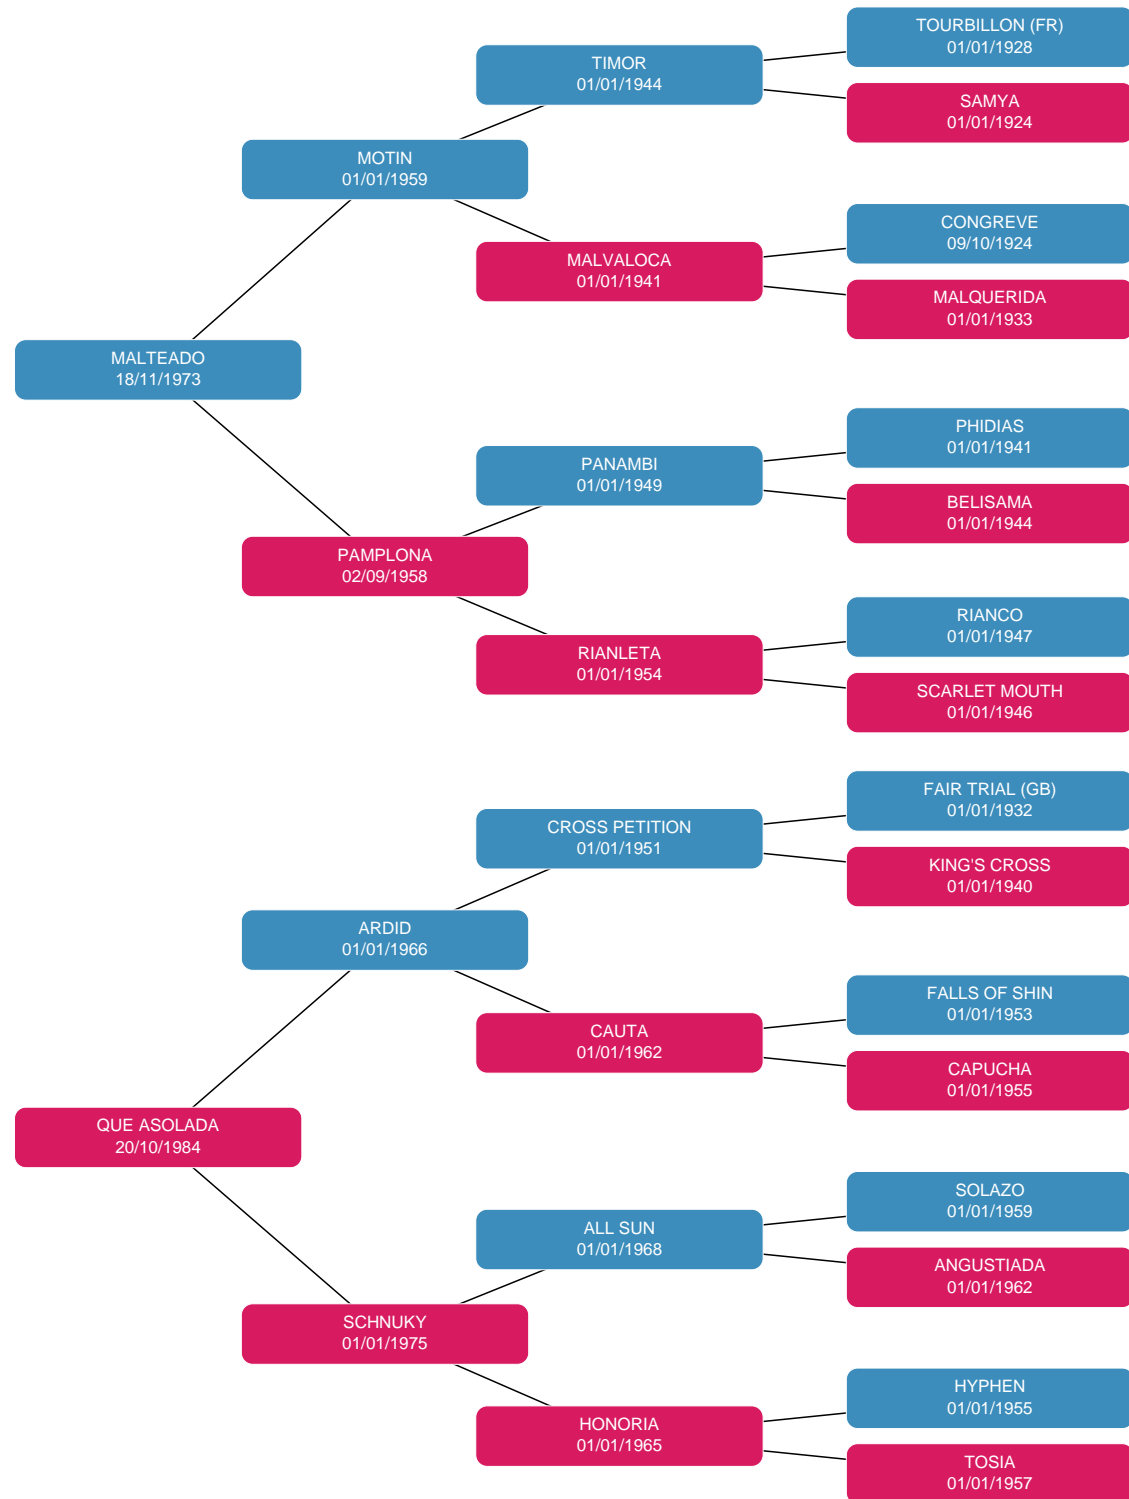 TOURBILLON (FR)
01/01/1928
TIMOR
01/01/1944
SAMYA
01/01/1924
MOTIN
01/01/1959
CONGREVE
09/10/1924
MALVALOCA
01/01/1941
MALQUERIDA
01/01/1933
MALTEADO
18/11/1973
PHIDIAS
01/01/1941
PANAMBI
01/01/1949
BELISAMA
01/01/1944
PAMPLONA
02/09/1958
RIANCO
01/01/1947
RIANLETA
01/01/1954
SCARLET MOUTH
01/01/1946
FAIR TRIAL (GB)
01/01/1932
CROSS PETITION
01/01/1951
KING'S CROSS
01/01/1940
ARDID
01/01/1966
FALLS OF SHIN
01/01/1953
CAUTA
01/01/1962
CAPUCHA
01/01/1955
QUE ASOLADA
20/10/1984
SOLAZO
01/01/1959
ALL SUN
01/01/1968
ANGUSTIADA
01/01/1962
SCHNUKY
01/01/1975
HYPHEN
01/01/1955
HONORIA
01/01/1965
TOSIA
01/01/1957